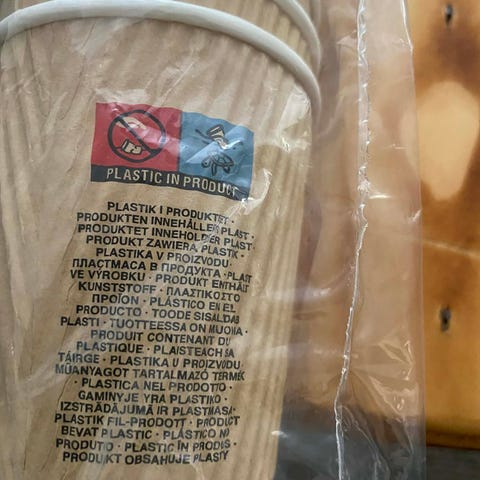 PLASTIC IN PRODUCT
PLASTIK I PRODUKTET ·
PRODUKTEN INNEHÅLLER PLAST ·
PRODUKTET INNEHOLDER PLAST ·
PRODUKT ZAWIERA PLASTIK ·
PLASTIKA V PROIZVODU ·
ПЛАСТМАСА В ПРОДУКТА · PLAST
VE VÝROBKU · PRODUKT ENTHÄLT
KUNSTSTOFF · ΠΛΑΣΤΙΚΟ ΣΤΟ
ΠΡΟΪΟΝ · PLÁSTICO EN EL
PRODUCTO · TOODE SISALDAB
PLASTI · TUOTTEESSA ON MUOVIA ·
PRODUIT CONTENANT DU
PLASTIQUE · PLAISTEACH SA
TÁIRGE · PLASTIKA U PROIZVODU ·
MŰANYAGOT TARTALMAZÓ TERMÉK
· PLASTICA NEL PRODOTTO ·
GAMINYJE YRA PLASTIKO ·
IZSTRĀDĀJUMĀ IR PLASTMASA ·
PLASTIK FIL-PRODOTT · PRODUCT
BEVAT PLASTIC · PLÁSTICO NO
PRODUTO · PLASTIC ÎN PRODUS ·
PRODUKT OBSAHUJE PLASTY